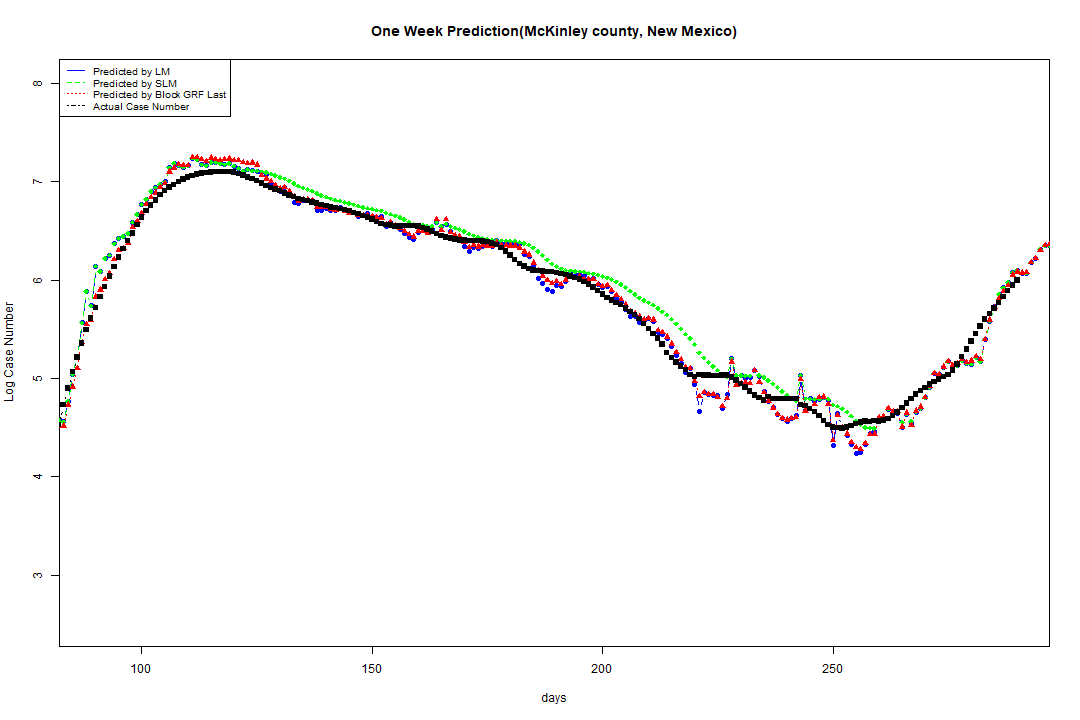 One Week Prediction(McKinley county, New Mexico)
Predicted by LM
Predicted by SLM
Predicted by Block GRF Last
Actual Case Number
8
7
6
5
4
3
Log Case Number
100
150
200
250
days